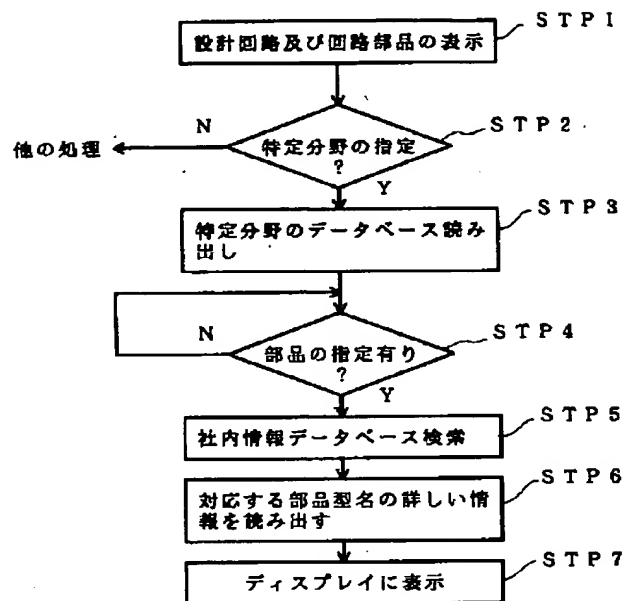 STP1
設計回路及び回路部品の表示
STP2
N
特定分野の指定
?
他の処理
Y
STP3
特定分野のデータベース読み
出し
STP4
N
部品の指定有り
?
Y
STP5
社内情報データベース検索
STP6
対応する部品型名の詳しい情
報を読み出す
STP7
ディスプレイに表示